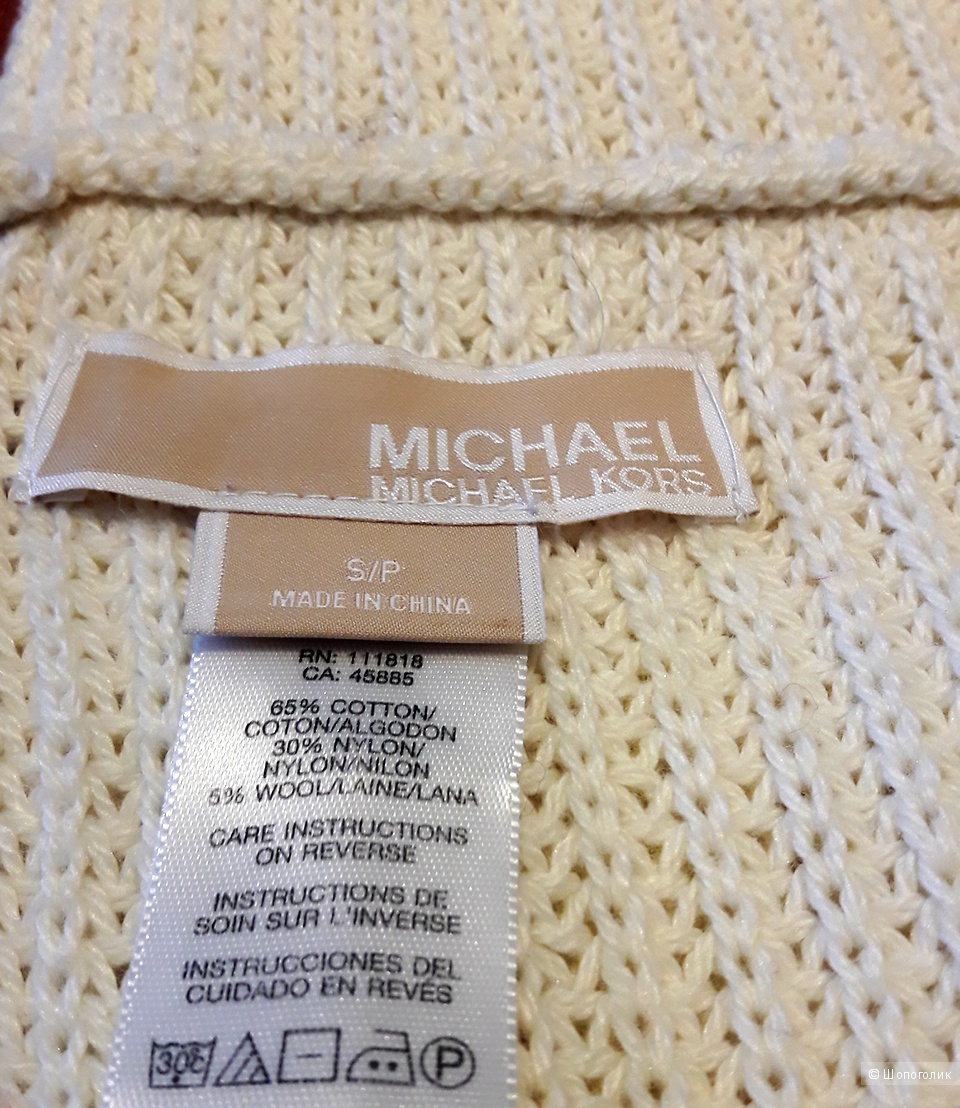 MICHAEL
MICHAEL KORS
S/P
MADE IN CHINA
RN: 111818
CA: 45885
65% COTTON/
COTON/ALGODON
30% NYLON/
NYLON/NILON
5% WOOL/LAINE/LANA
CARE INSTRUCTIONS
ON REVERSE
INSTRUCTIONS DE
SOIN SUR L'INVERSE
INSTRUCCIONES DEL
CUIDADO EN REVÉS
30c
P
© Шопоголик